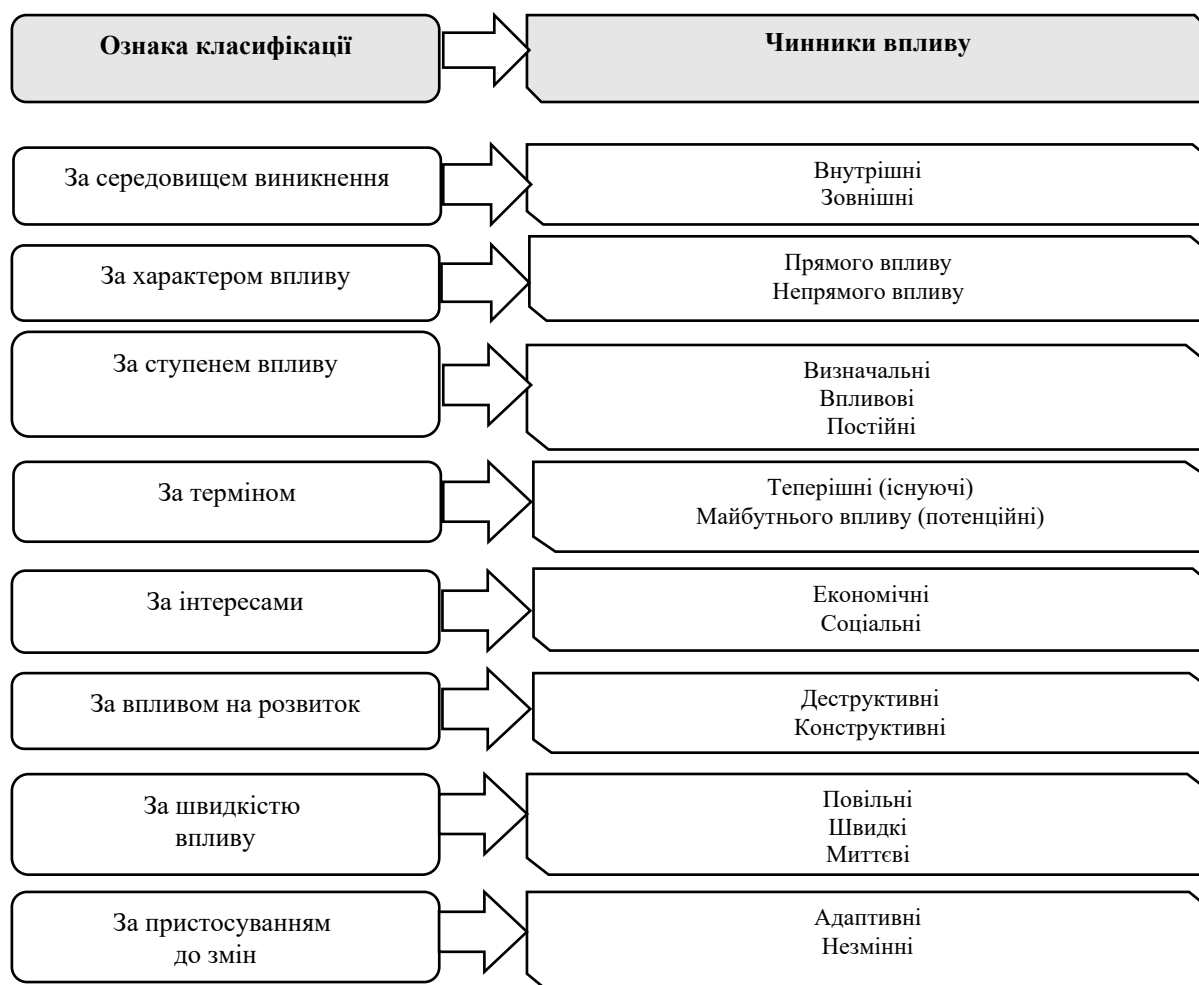 Ознака класифікації
Чинники впливу
За середовищем виникнення
Внутрішні
Зовнішні
За характером впливу
Прямого впливу
Непрямого впливу
За ступенем впливу
Визначальні
Впливові
Постійні
За терміном
Теперішні (існуючі)
Майбутнього впливу (потенційні)
За інтересами
Економічні
Соціальні
За впливом на розвиток
Деструктивні
Конструктивні
За швидкістю
впливу
Повільні
Швидкі
Миттєві
За пристосуванням
до змін
Адаптивні
Незмінні